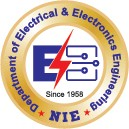 Department of Electrical & Electronics Engineering
Since 1958
NIE